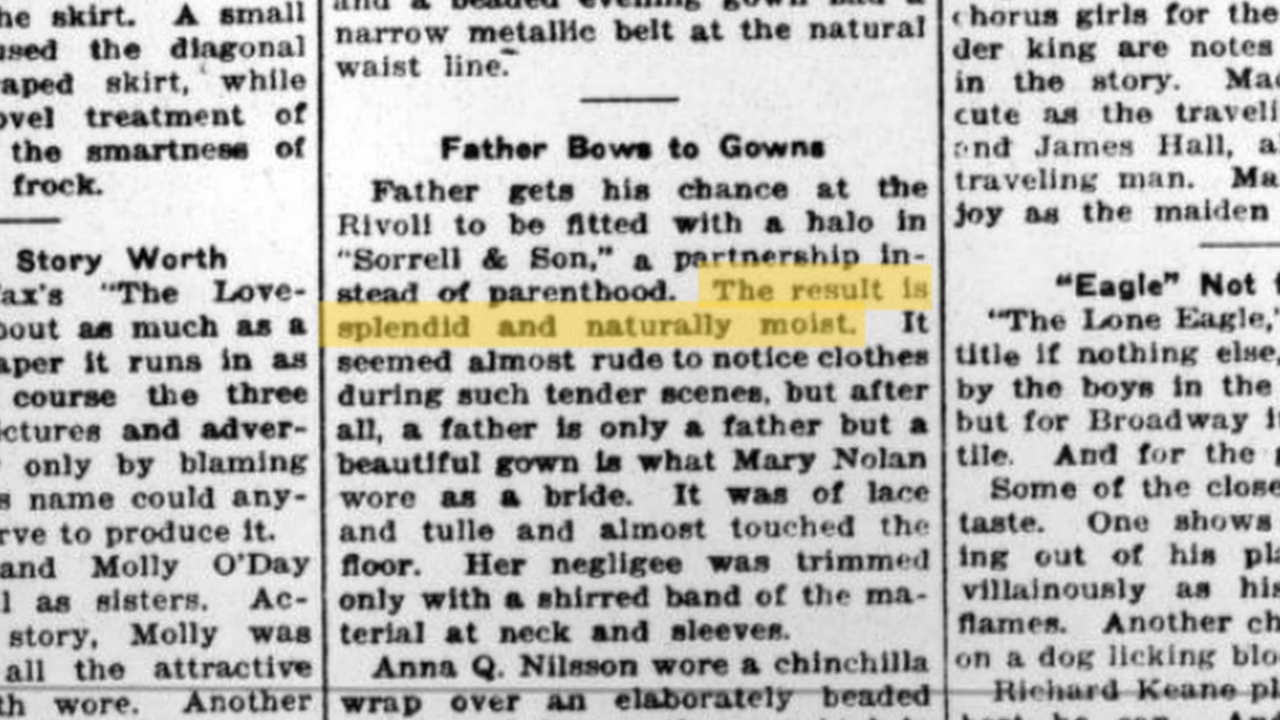 he skirt. A small
used the diagonal
aped skirt, while
ovel treatment of
the smartness of
frock.
Story Worth
Fax's "The Love-
bout as much as a
aper it runs in as
course the three
ictures and adver-
only by blaming
s name could any-
rve to produce it.
and Molly O'Day
l as sisters. Ac-
story, Molly was
all the attractive
th wore. Another
and a beaded evening gown had a
narrow metallic belt at the natural
waist line.
Father Bows to Gowns
Father gets his chance at the
Rivoli to be fitted with a halo in
"Sorrell & Son," a partnership in-
stead of parenthood. The result is
splendid and naturally moist. It
seemed almost rude to notice clothes
during such tender scenes, but after
all, a father is only a father but a
beautiful gown is what Mary Nolan
wore as a bride. It was of lace
and tulle and almost touched the
floor. Her negligee was trimmed
only with a shirred band of the ma-
terial at neck and sleeves.
Anna Q. Nilsson wore a chinchilla
wrap over an elaborately beaded
chorus girls for the
der king are notes
in the story. Mad
cute as the traveli
and James Hall, a
traveling man. Ma
joy as the maiden
"Eagle" Not
"The Lone Eagle,"
title if nothing else,
by the boys in the
but for Broadway i
tile. And for the
Some of the close
taste. One shows
ing out of his pla
villainously as his
flames. Another ch
on a dog licking blo
Richard Keane pl